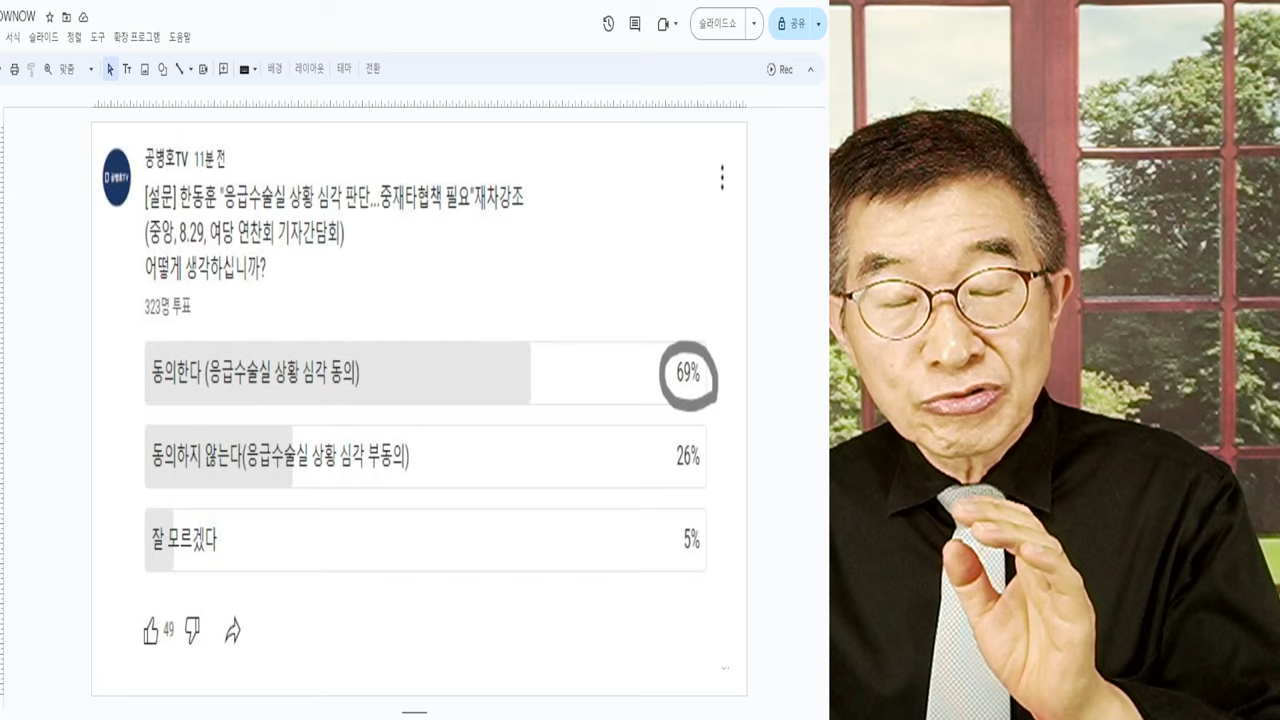 OWNOW
서식 슬라이드 정렬 도구 확장 프로그램 도움말
슬라이드쇼
공유
맞춤
Tт
배경 레이아웃 테마 전환
Rec
공병호TV
공병호TV 11분 전
[설문] 한동훈 "응급수술실 상황 심각 판단...중재타협책 필요"재차강조
(중앙, 8.29, 여당 연찬회 기자간담회)
어떻게 생각하십니까?
323명 투표
동의한다 (응급수술실 상황 심각 동의) 69%
동의하지 않는다(응급수술실 상황 심각 부동의) 26%
잘 모르겠다 5%
49